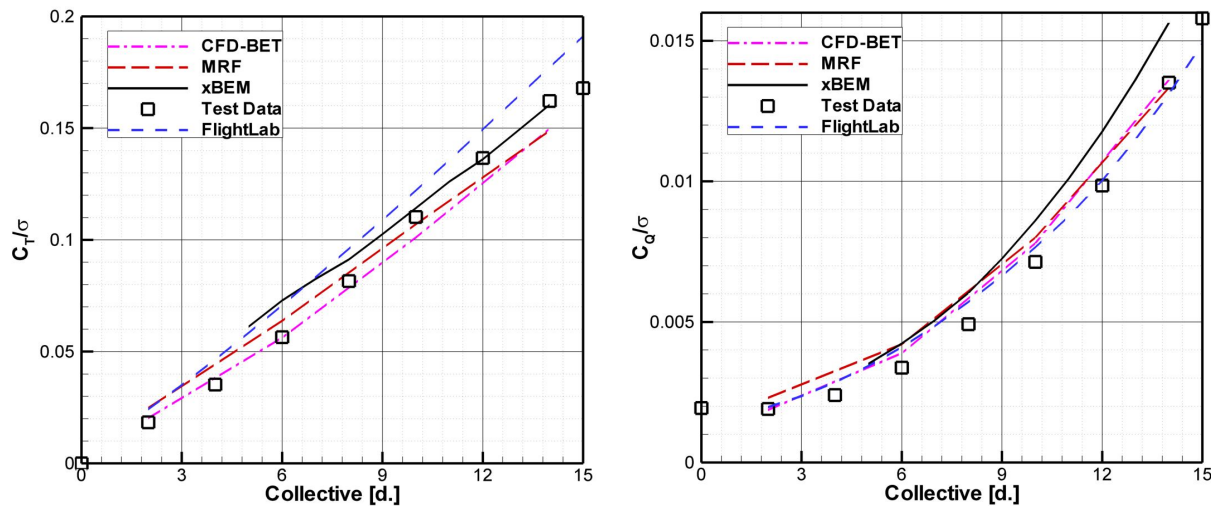 0.2
0.15
0.1
0.05
0
C_T/σ
CFD-BET
MRF
xBEM
Test Data
FlightLab
0 3 6 9 12 15
Collective [d.]
0.015
0.01
0.005
0
C_Q/σ
CFD-BET
MRF
xBEM
Test Data
FlightLab
0 3 6 9 12 15
Collective [d.]